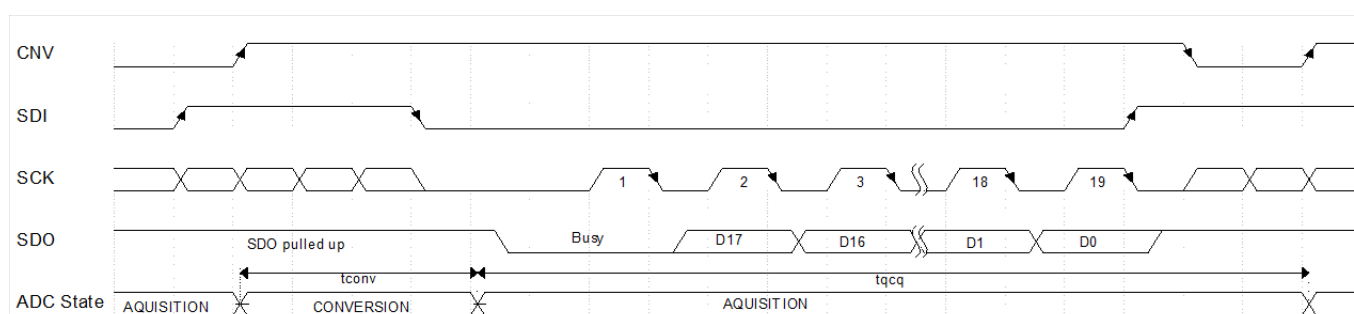 CNV
SDI
SCK 1 2 3 18 19
SDO SDO pulled up Busy D17 D16 D1 D0
tconv tqcq
ADC State AQUISITION CONVERSION AQUISITION